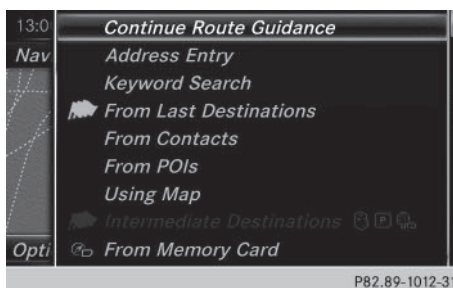 13:0
Continue Route Guidance
Nav
Address Entry
Keyword Search
From Last Destinations
From Contacts
From POIs
Using Map
Intermediate Destinations
Opti
From Memory Card
P82.89-1012-31